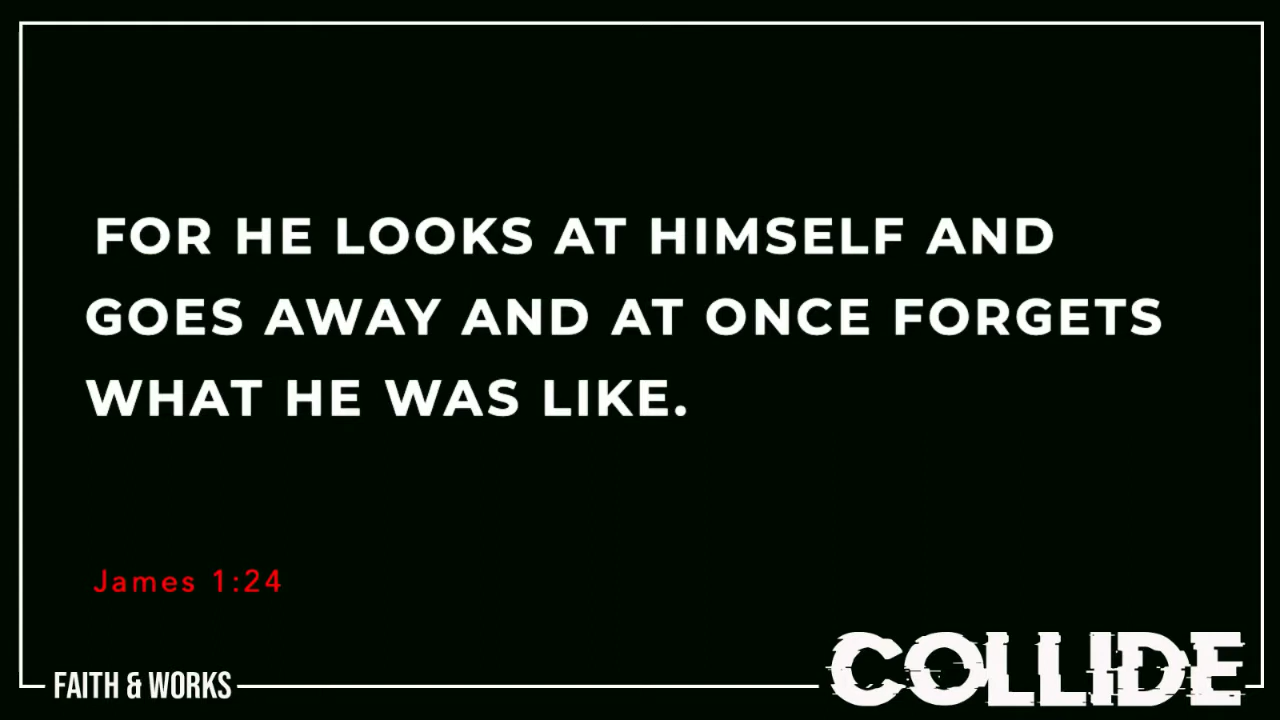 FOR HE LOOKS AT HIMSELF AND
GOES AWAY AND AT ONCE FORGETS
WHAT HE WAS LIKE.
James 1:24
FAITH & WORKS
COLLIDE